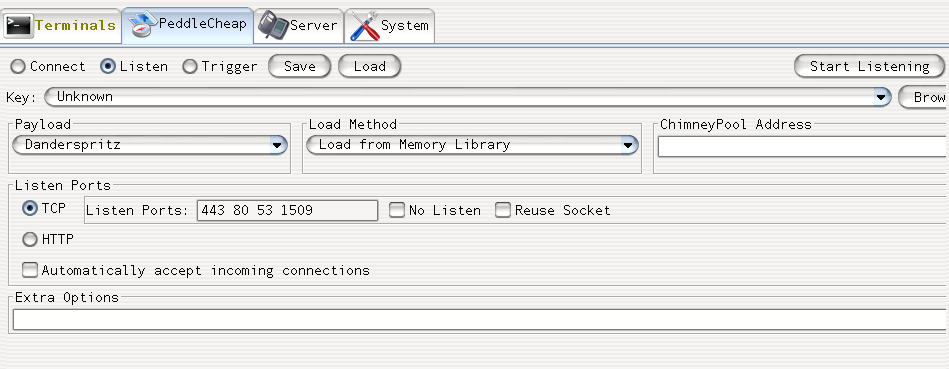 Terminals PeddleCheap Server System
Connect Listen Trigger Save Load Start Listening
Key: Unknown Brow
Payload Load Method ChimneyPool Address
Danderspritz Load from Memory Library
Listen Ports
TCP Listen Ports: 443 80 53 1509 No Listen Reuse Socket
HTTP
Automatically accept incoming connections
Extra Options